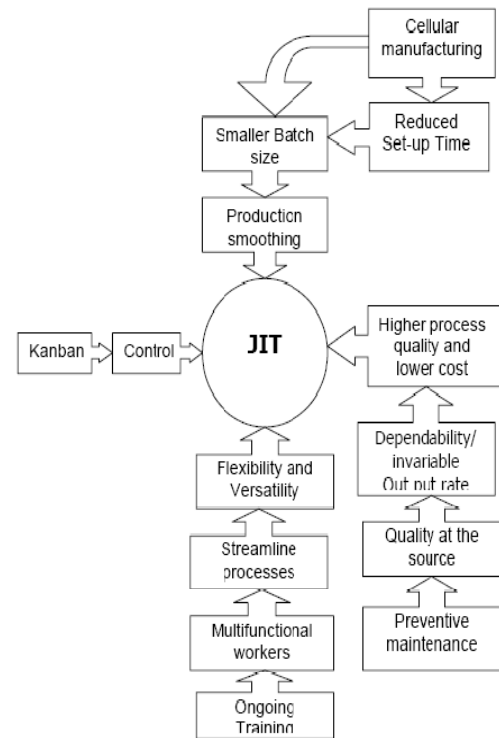 Cellular
manufacturing
Smaller Batch
size
Reduced
Set-up Time
Production
smoothing
Kanban
Control
JIT
Higher process
quality and
lower cost
Flexibility and
Versatility
Dependability/
invariable
Out put rate
Streamline
processes
Quality at the
source
Multifunctional
workers
Preventive
maintenance
Ongoing
Training